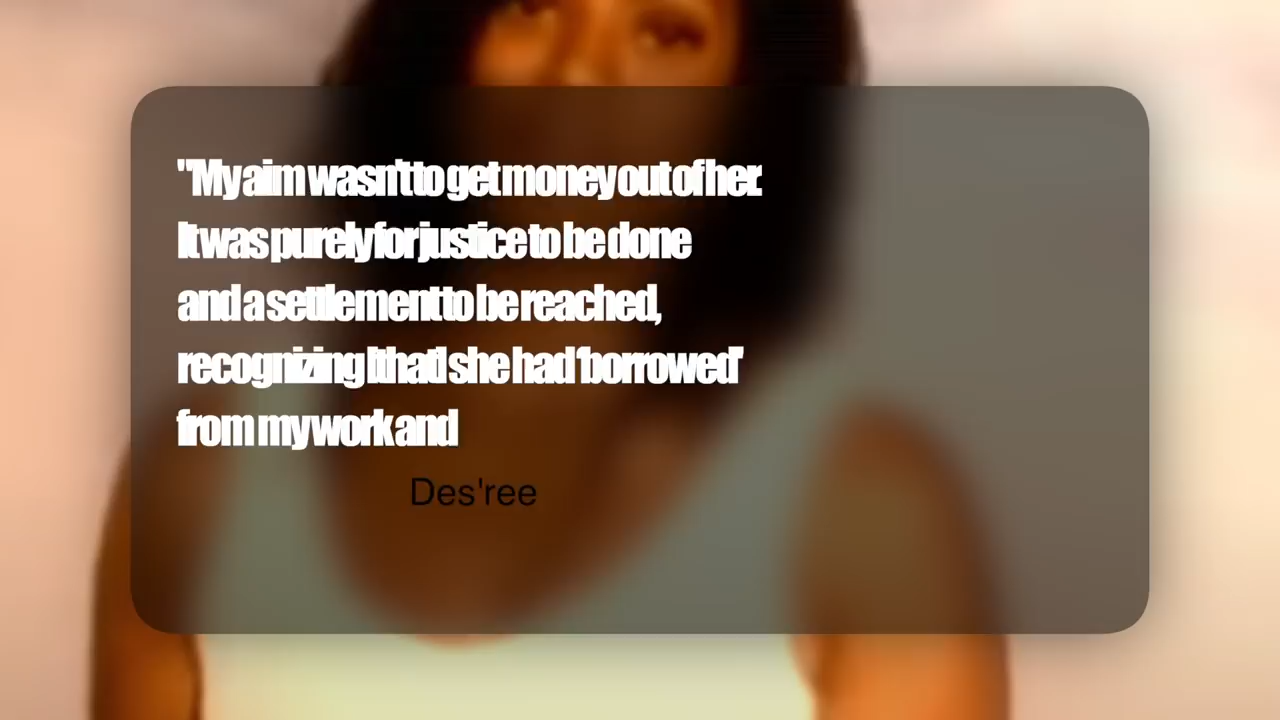 "My aim wasn't to get money out of her.
It was purely for justice to be done
and a settlement to be reached,
recognizing [that] she had 'borrowed'
from my work and
Des'ree